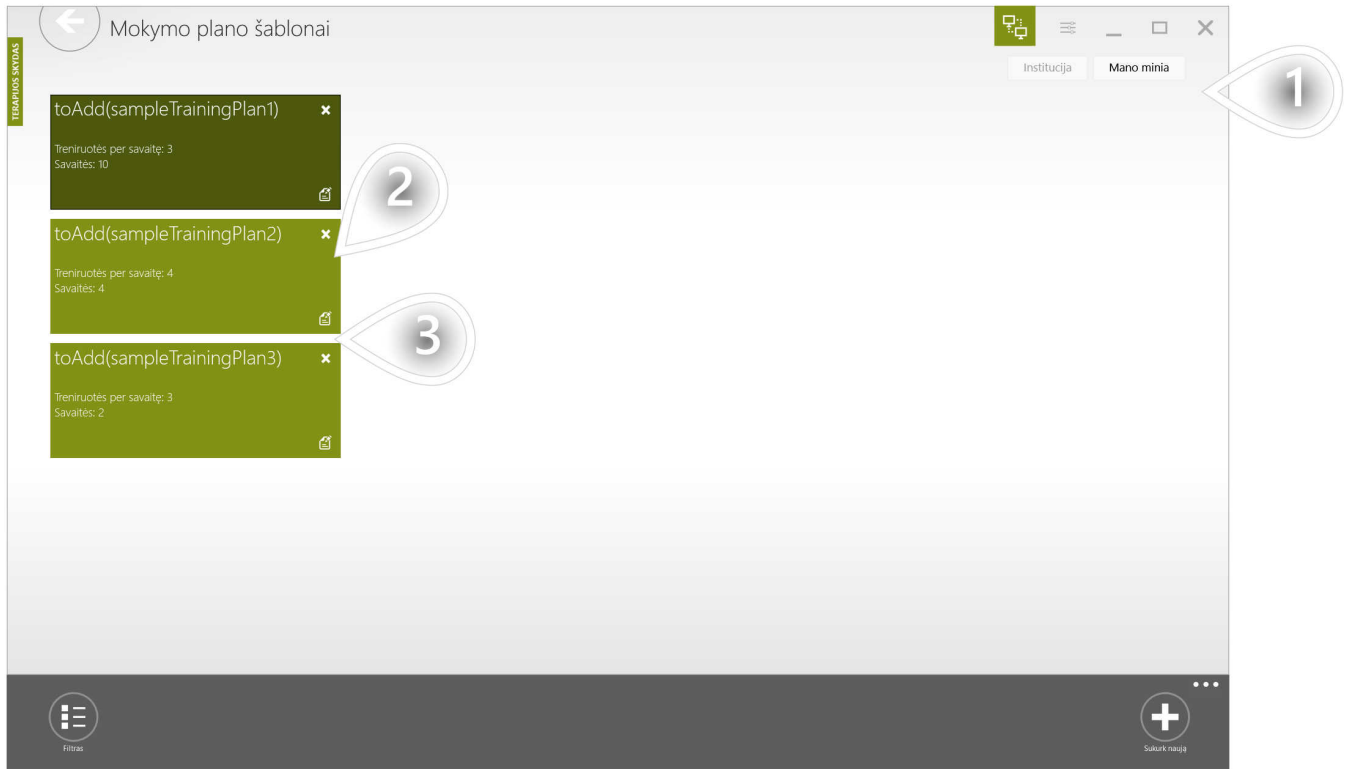 Mokymo plano šablonai
TERAPIJOS SKYDAS
Institucija
Mano minia
1
toAdd(sampleTrainingPlan1)
Treniruotės per savaitę: 3
Savaitės: 10
2
toAdd(sampleTrainingPlan2)
Treniruotės per savaitę: 4
Savaitės: 4
3
toAdd(sampleTrainingPlan3)
Treniruotės per savaitę: 3
Savaitės: 2
Filtras
Sukurk naują